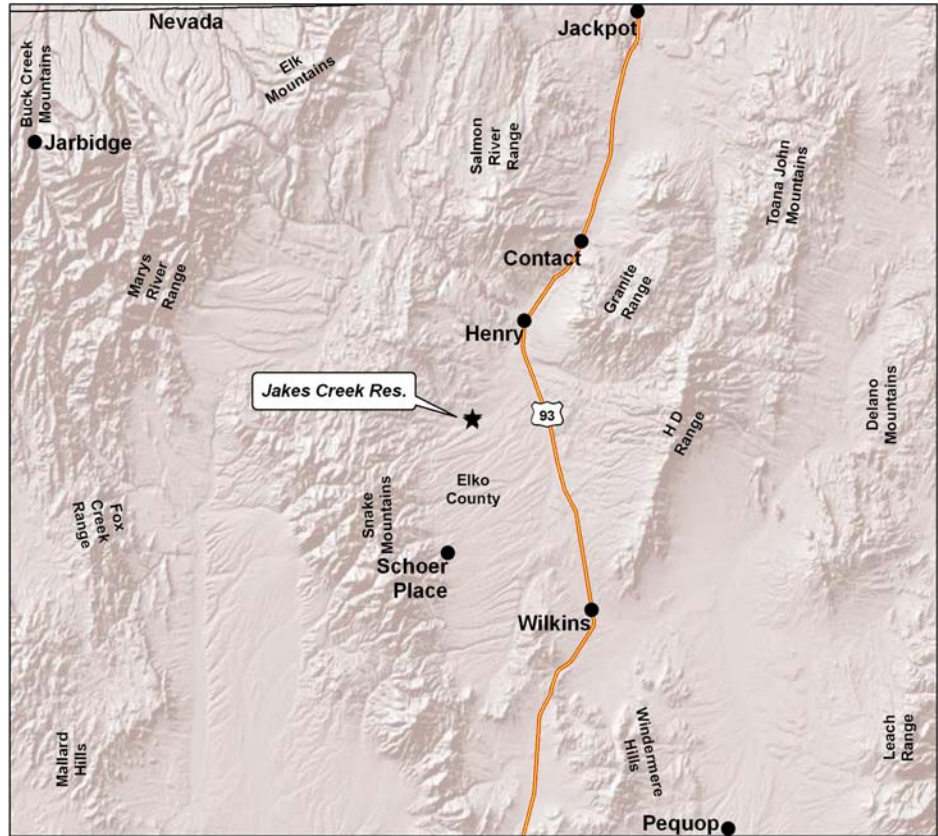 Nevada
Jackpot
Buck Creek
Mountains
Elk
Mountains
Jarbidge
Salmon
River
Range
Toana John
Mountains
Contact
Marys
River
Range
Granite
Range
Henry
Jakes Creek Res.
93
H D
Range
Delano
Mountains
Elko
County
Fox
Creek
Range
Snake
Mountains
Schoer
Place
Wilkins
Mallard
Hills
Windermere
Hills
Leach
Range
Pequop